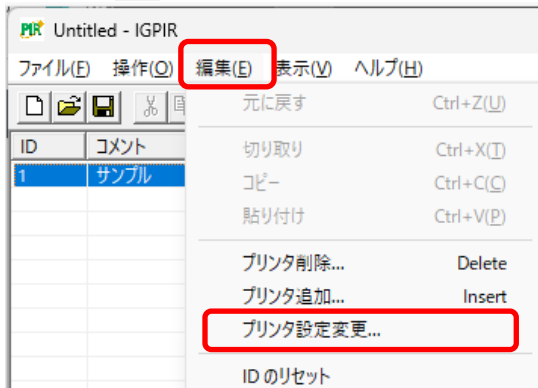 PIR Untitled - IGPIR
ファイル(F) 操作(O) 編集(E) 表示(V) ヘルプ(H)
元に戻す Ctrl+Z(U)
ID コメント
切り取り Ctrl+X(T)
1 サンプル
コピー Ctrl+C(C)
貼り付け Ctrl+V(P)
プリンタ削除... Delete
プリンタ追加... Insert
プリンタ設定変更...
ID のリセット